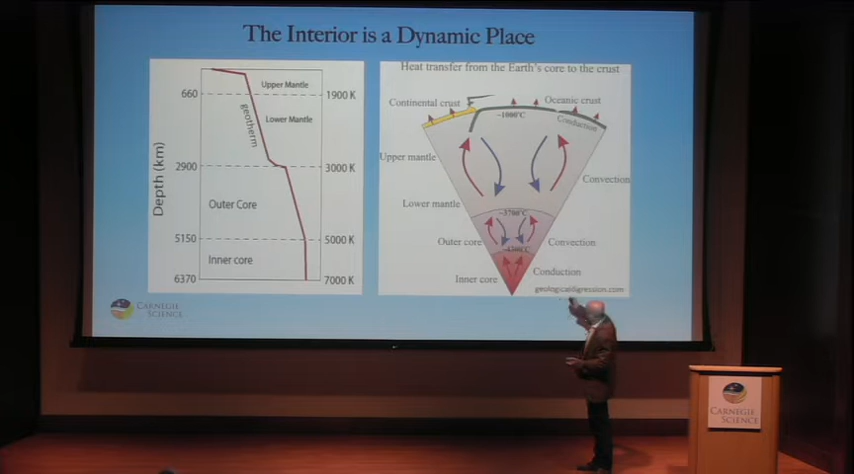 The Interior is a Dynamic Place
Depth (km)
660
2900
5150
6370
Upper Mantle
Lower Mantle
geotherm
Outer Core
Inner core
1900 K
3000 K
5000 K
7000 K
Heat transfer from the Earth's core to the crust
Continental crust
Oceanic crust
~1000°C
Conduction
Upper mantle
Convection
Lower mantle
~3700°C
Outer core
Convection
Inner core
Conduction
geologicaldigression.com
CARNEGIE
SCIENCE
CARNEGIE
SCIENCE